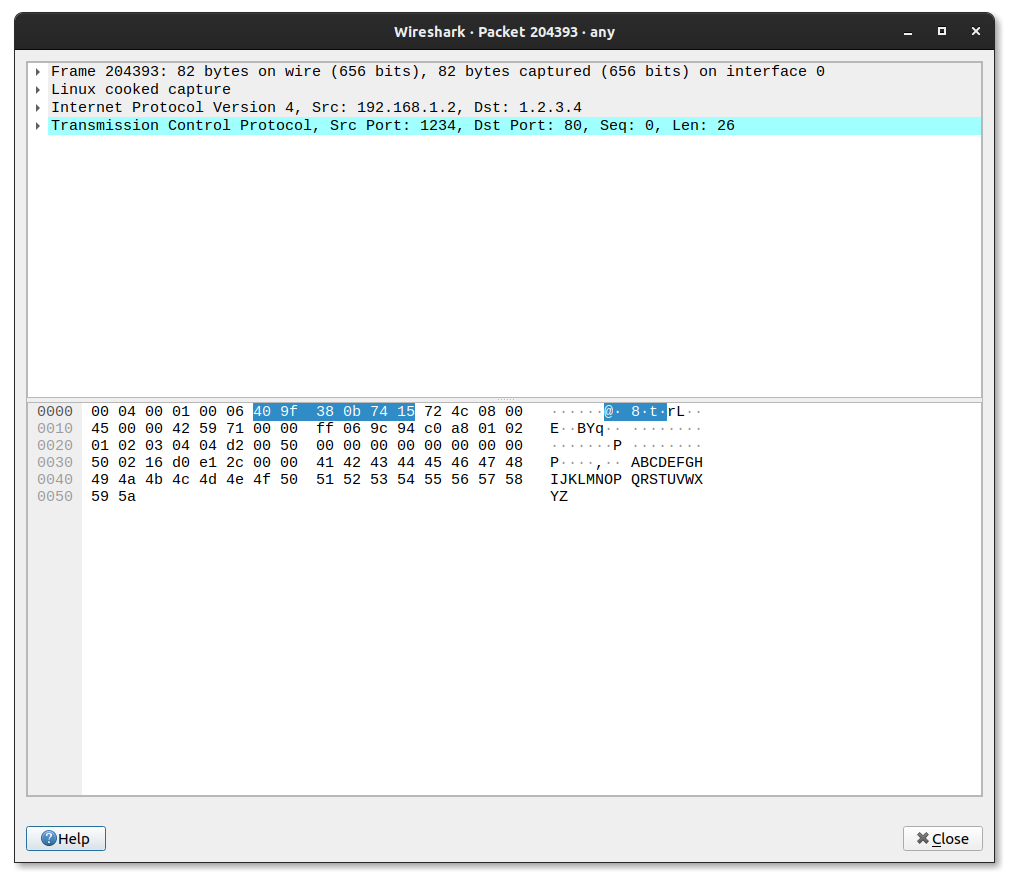 Wireshark · Packet 204393 · any
Frame 204393: 82 bytes on wire (656 bits), 82 bytes captured (656 bits) on interface 0
Linux cooked capture
Internet Protocol Version 4, Src: 192.168.1.2, Dst: 1.2.3.4
Transmission Control Protocol, Src Port: 1234, Dst Port: 80, Seq: 0, Len: 26
0000 00 04 00 01 00 06 40 9f 38 0b 74 15 72 4c 08 00 ······@· 8·t·rL··
0010 45 00 00 42 59 71 00 00 ff 06 9c 94 c0 a8 01 02 E··BYq·· ········
0020 01 02 03 04 04 d2 00 50 00 00 00 00 00 00 00 00 ·······P ········
0030 50 02 16 d0 e1 2c 00 00 41 42 43 44 45 46 47 48 P····,·· ABCDEFGH
0040 49 4a 4b 4c 4d 4e 4f 50 51 52 53 54 55 56 57 58 IJKLMNOP QRSTUVWX
0050 59 5a YZ
Help
Close